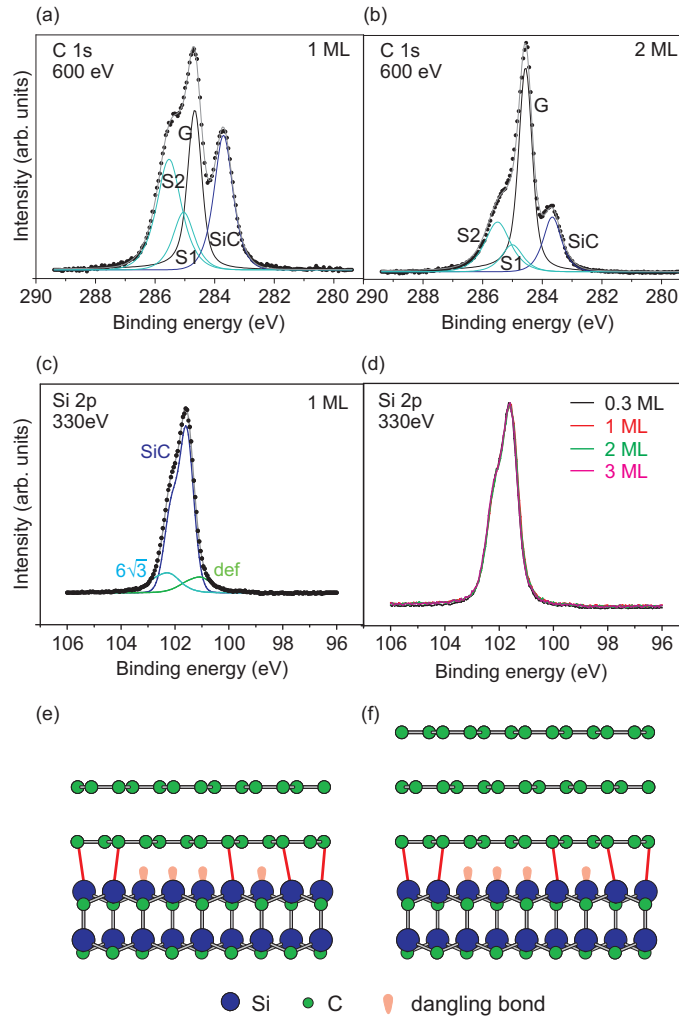 (a)
C 1s
600 eV
1 ML
G
S2
S1
SiC
Intensity (arb. units)
290 288 286 284 282 280
Binding energy (eV)
(b)
C 1s
600 eV
2 ML
G
S2
S1
SiC
290 288 286 284 282 280
Binding energy (eV)
(c)
Si 2p
330eV
1 ML
SiC
6√3
def
Intensity (arb. units)
106 104 102 100 98 96
Binding energy (eV)
(d)
Si 2p
330eV
0.3 ML
1 ML
2 ML
3 ML
106 104 102 100 98 96
Binding energy (eV)
(e)
(f)
Si C dangling bond